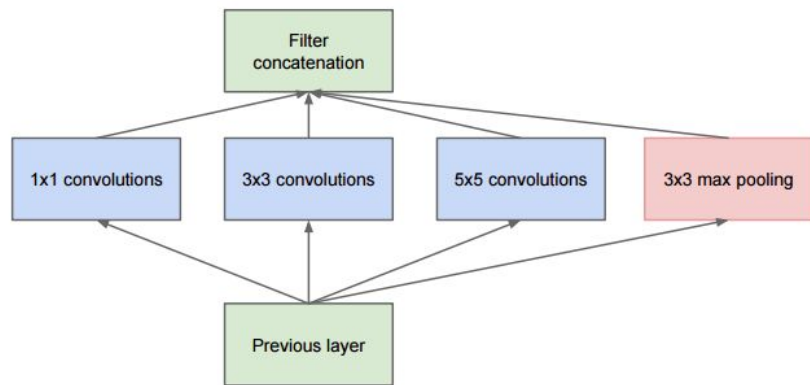 Filter
concatenation
1x1 convolutions
3x3 convolutions
5x5 convolutions
3x3 max pooling
Previous layer